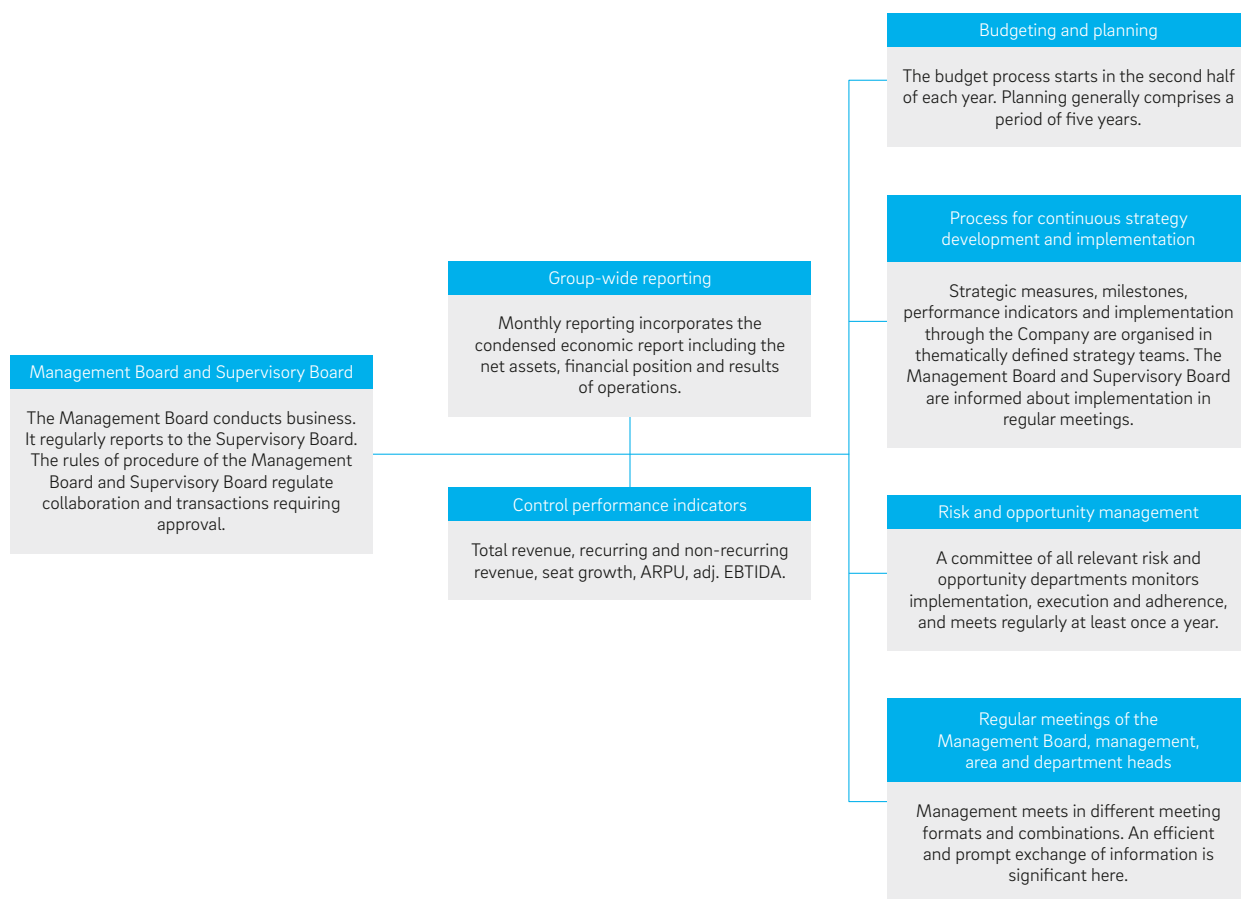 Management Board and Supervisory Board
The Management Board conducts business.
It regularly reports to the Supervisory Board.
The rules of procedure of the Management
Board and Supervisory Board regulate
collaboration and transactions requiring
approval.
Group-wide reporting
Monthly reporting incorporates the
condensed economic report including the
net assets, financial position and results
of operations.
Control performance indicators
Total revenue, recurring and non-recurring
revenue, seat growth, ARPU, adj. EBTIDA.
Budgeting and planning
The budget process starts in the second half
of each year. Planning generally comprises a
period of five years.
Process for continuous strategy
development and implementation
Strategic measures, milestones,
performance indicators and implementation
through the Company are organised in
thematically defined strategy teams. The
Management Board and Supervisory Board
are informed about implementation in
regular meetings.
Risk and opportunity management
A committee of all relevant risk and
opportunity departments monitors
implementation, execution and adherence,
and meets regularly at least once a year.
Regular meetings of the
Management Board, management,
area and department heads
Management meets in different meeting
formats and combinations. An efficient
and prompt exchange of information is
significant here.